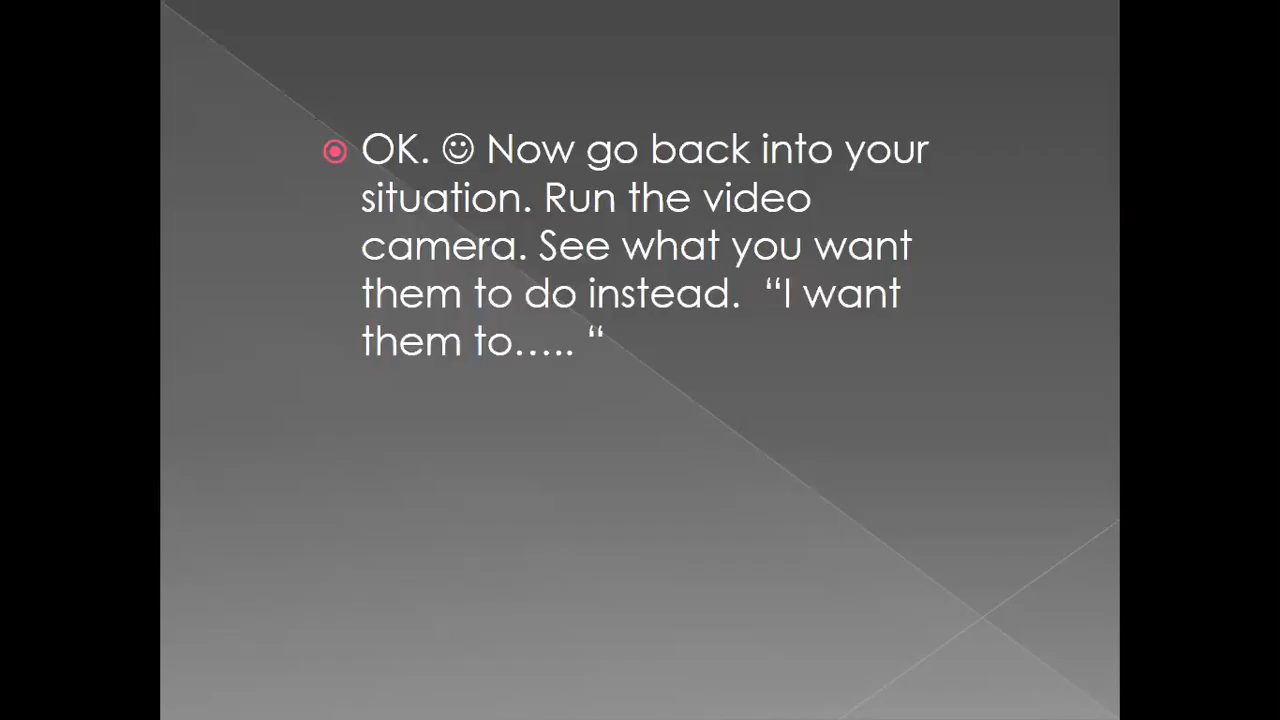 OK. ☺ Now go back into your
situation. Run the video
camera. See what you want
them to do instead.  “I want
them to….. “